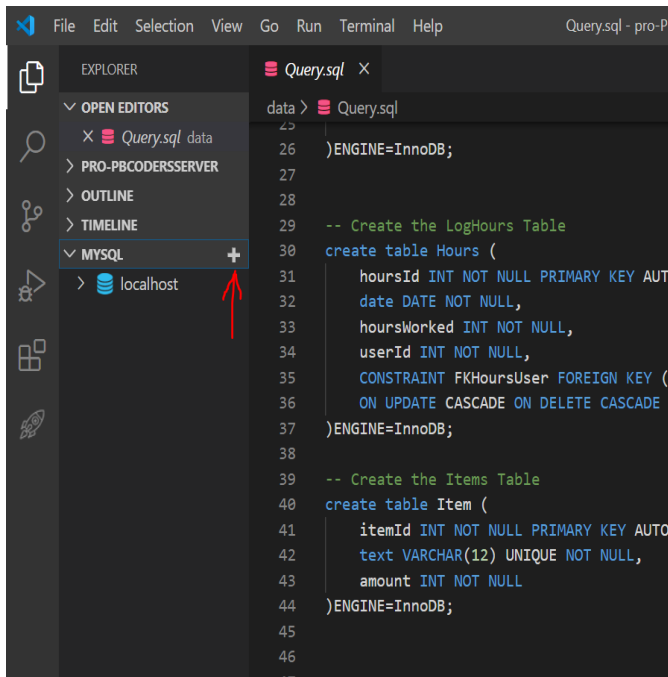 File Edit Selection View Go Run Terminal Help Query.sql - pro-P
EXPLORER
OPEN EDITORS
Query.sql data
PRO-PBCODERSSERVER
OUTLINE
TIMELINE
MYSQL
localhost
Query.sql
data > Query.sql
25
26 )ENGINE=InnoDB;
27
28
29 -- Create the LogHours Table
30 create table Hours (
31 hoursId INT NOT NULL PRIMARY KEY AUT
32 date DATE NOT NULL,
33 hoursWorked INT NOT NULL,
34 userId INT NOT NULL,
35 CONSTRAINT FKHoursUser FOREIGN KEY (
36 ON UPDATE CASCADE ON DELETE CASCADE
37 )ENGINE=InnoDB;
38
39 -- Create the Items Table
40 create table Item (
41 itemId INT NOT NULL PRIMARY KEY AUTO
42 text VARCHAR(12) UNIQUE NOT NULL,
43 amount INT NOT NULL
44 )ENGINE=InnoDB;
45
46